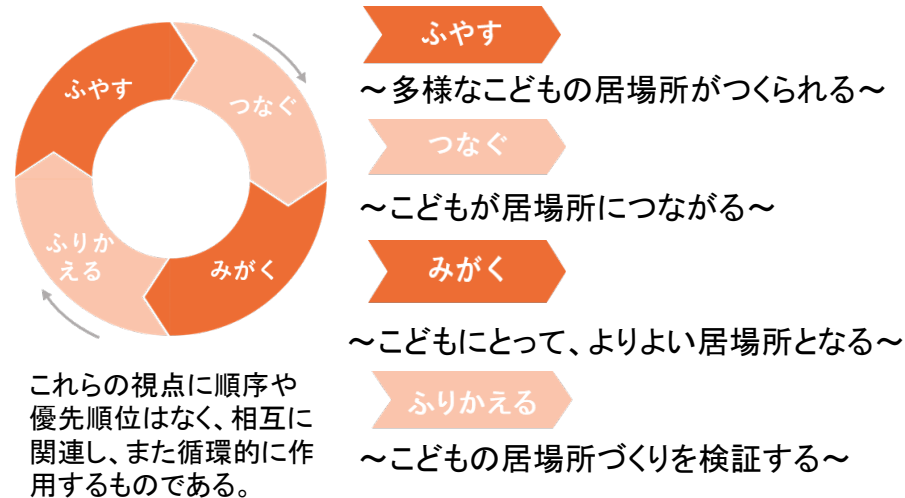 ふやす
つなぐ
みがく
ふりか
える
これらの視点に順序や
優先順位はなく、相互に
関連し、また循環的に作
用するものである。
ふやす
～多様なこどもの居場所がつくられる～
つなぐ
～こどもが居場所につながる～
みがく
～こどもにとって、よりよい居場所となる～
ふりかえる
～こどもの居場所づくりを検証する～